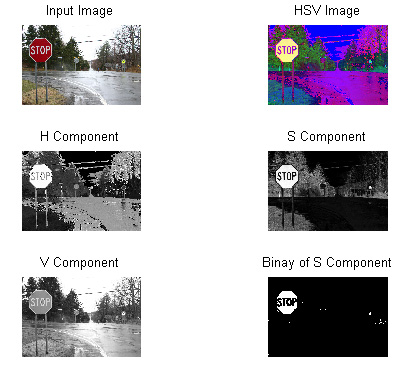 Input Image
HSV Image
STOP
STOP
H Component
S Component
STOP
STOP
V Component
Binay of S Component
STOP
STOP